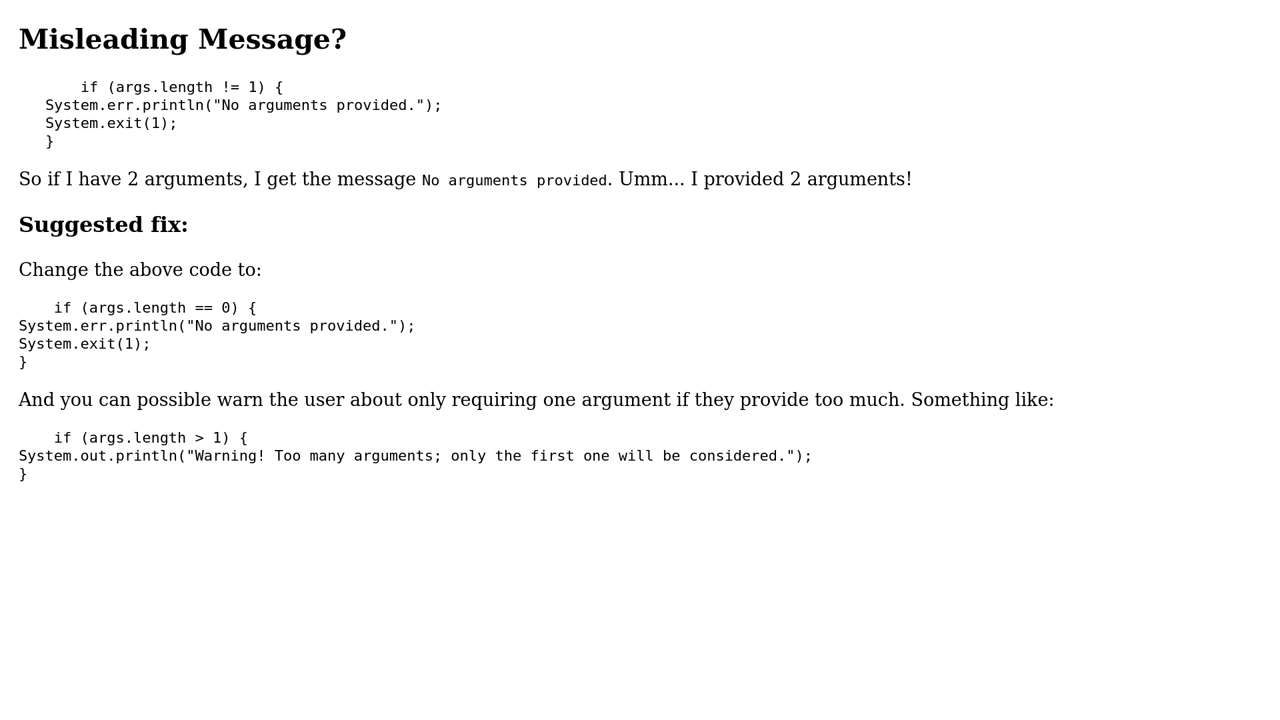 Misleading Message?
        if (args.length != 1) {
    System.err.println("No arguments provided.");
    System.exit(1);
    }
So if I have 2 arguments, I get the message No arguments provided. Umm... I provided 2 arguments!
Suggested fix:
Change the above code to:
    if (args.length == 0) {
System.err.println("No arguments provided.");
System.exit(1);
}
And you can possible warn the user about only requiring one argument if they provide too much. Something like:
    if (args.length > 1) {
System.out.println("Warning! Too many arguments; only the first one will be considered.");
}